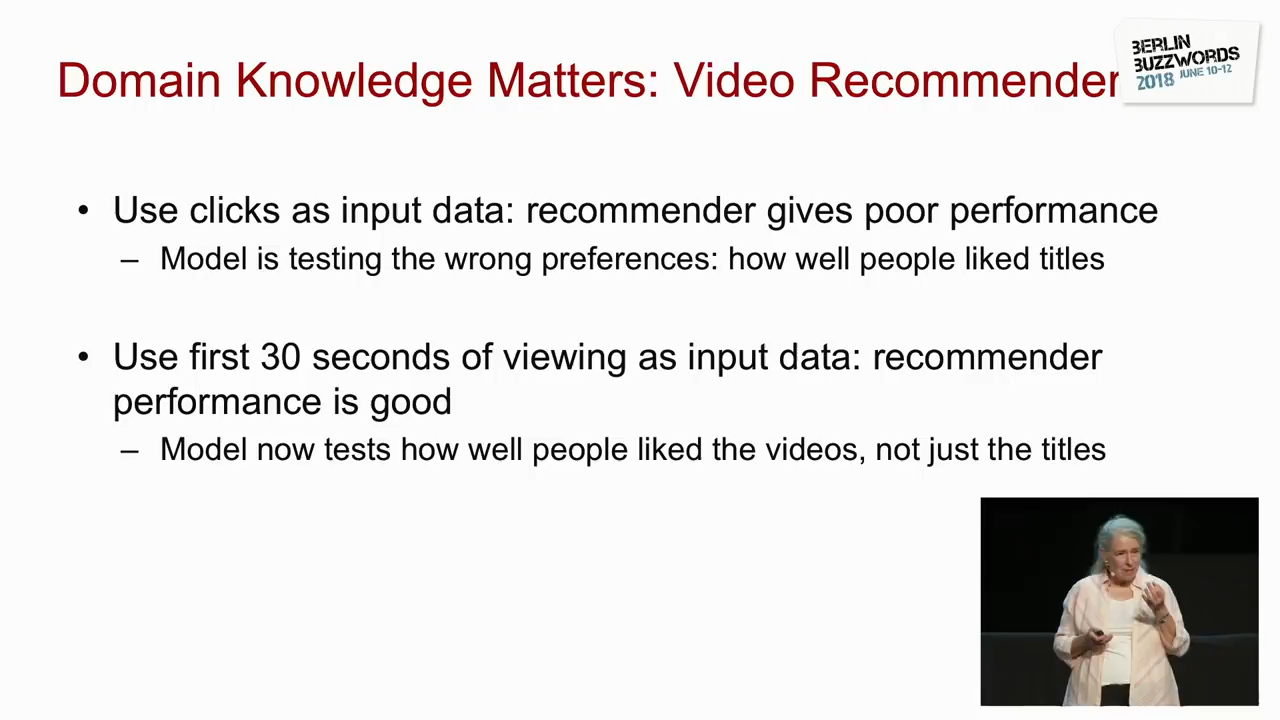 Domain Knowledge Matters: Video Recommender
BERLIN
BUZZWORDS
2018 JUNE 10-12
• Use clicks as input data: recommender gives poor performance
– Model is testing the wrong preferences: how well people liked titles
• Use first 30 seconds of viewing as input data: recommender
performance is good
– Model now tests how well people liked the videos, not just the titles